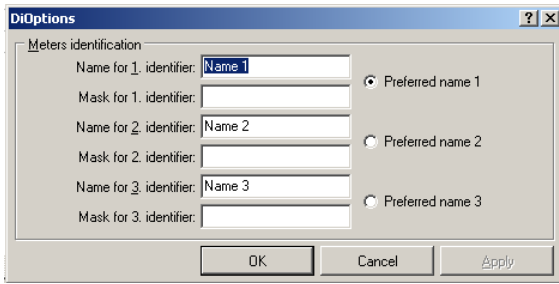 DiOptions
Meters identification
Name for 1. identifier: Name 1
Preferred name 1
Mask for 1. identifier:
Name for 2. identifier: Name 2
Preferred name 2
Mask for 2. identifier:
Name for 3. identifier: Name 3
Preferred name 3
Mask for 3. identifier:
OK Cancel Apply